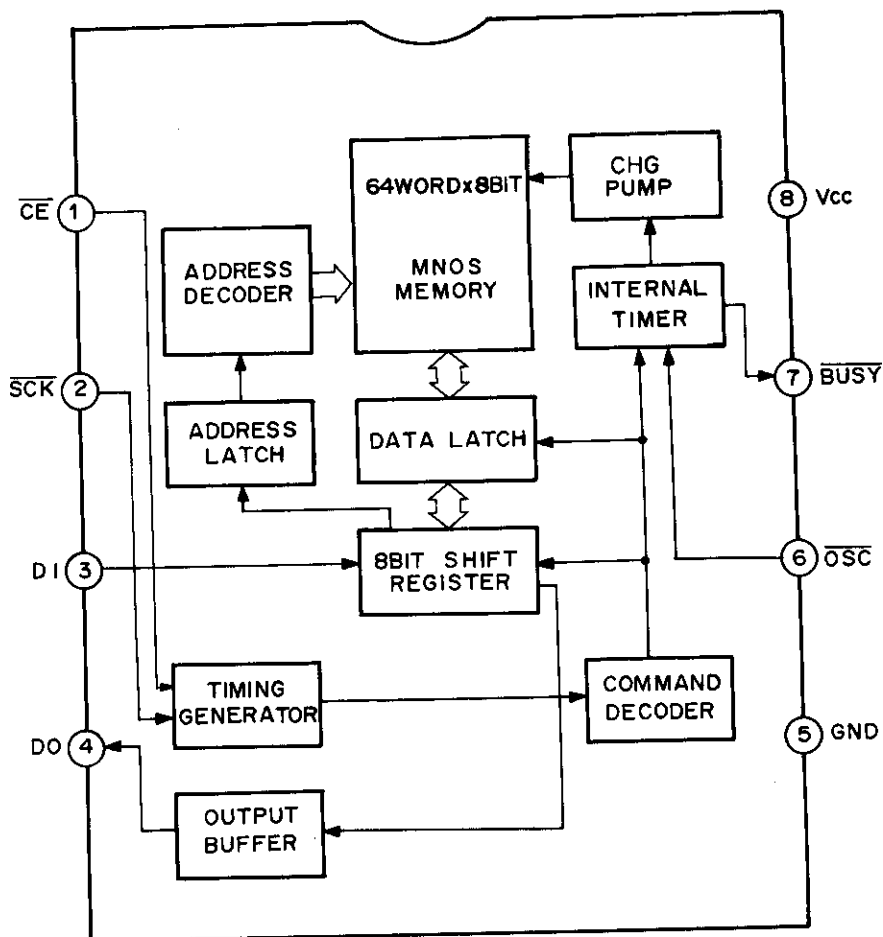 64WORDx8BiT
MNOS
MEMORY
CHG
PUMP
CE
1
8
Vcc
ADDRESS
DECODER
INTERNAL
TIMER
SCK
2
7
BUSY
ADDRESS
LATCH
DATA LATCH
DI
3
8BIT SHIFT
REGISTER
6
OSC
TIMING
GENERATOR
COMMAND
DECODER
DO
4
5
GND
OUTPUT
BUFFER